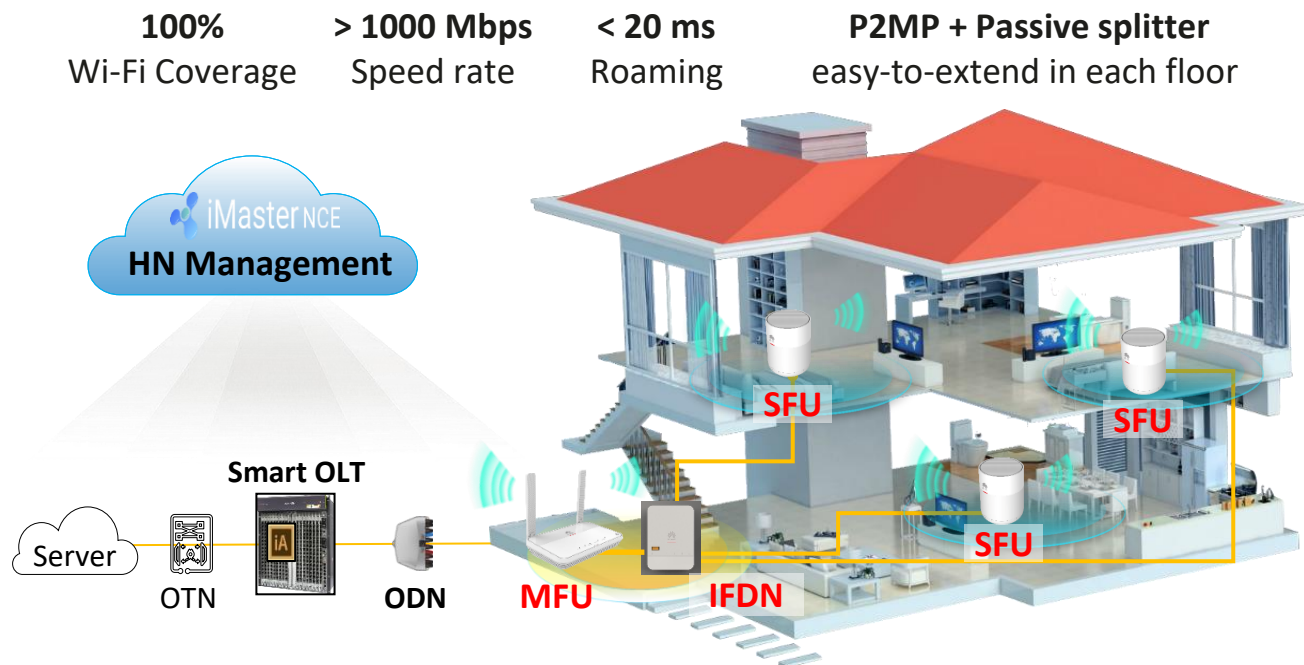 100%
Wi-Fi Coverage
> 1000 Mbps
Speed rate
< 20 ms
Roaming
P2MP + Passive splitter
easy-to-extend in each floor
iMaster NCE
HN Management
SFU
SFU
SFU
Smart OLT
iA
Server
OTN
ODN
MFU
IFDN